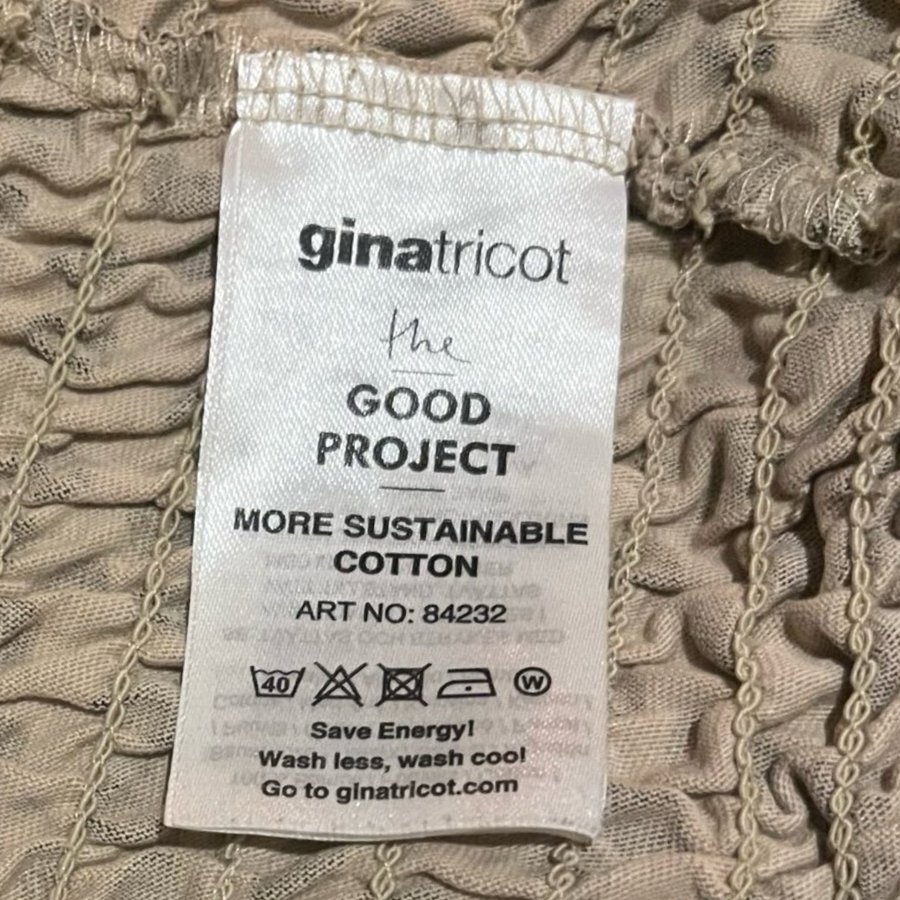 ginatricot
the
GOOD
PROJECT
MORE SUSTAINABLE
COTTON
ART NO: 84232
40 W
Save Energy!
Wash less, wash cool
Go to ginatricot.com